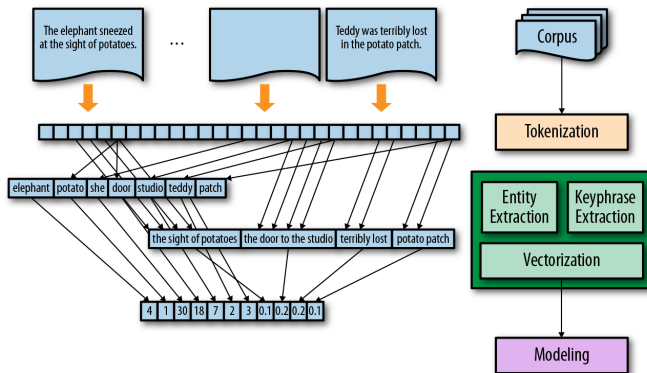 The elephant sneezed
at the sight of potatoes.
...
Teddy was terribly lost
in the potato patch.
Corpus
Tokenization
elephant potato she door studio teddy patch
Entity
Extraction
Keyphrase
Extraction
the sight of potatoes the door to the studio terribly lost potato patch
Vectorization
4 1 30 18 7 2 3 0.1 0.2 0.2 0.1
Modeling